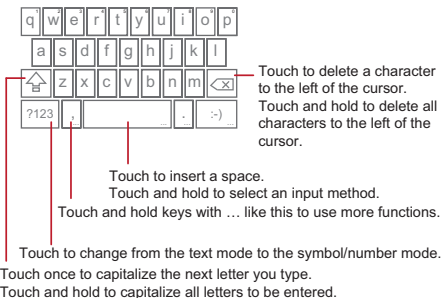 q w e r t y u i o p
a s d f g h j k l
z x c v b n m
?123 , ... ... . ... :-)
Touch to delete a character
to the left of the cursor.
Touch and hold to delete all
characters to the left of the
cursor.
Touch to insert a space.
Touch and hold to select an input method.
Touch and hold keys with … like this to use more functions.
Touch to change from the text mode to the symbol/number mode.
Touch once to capitalize the next letter you type.
Touch and hold to capitalize all letters to be entered.